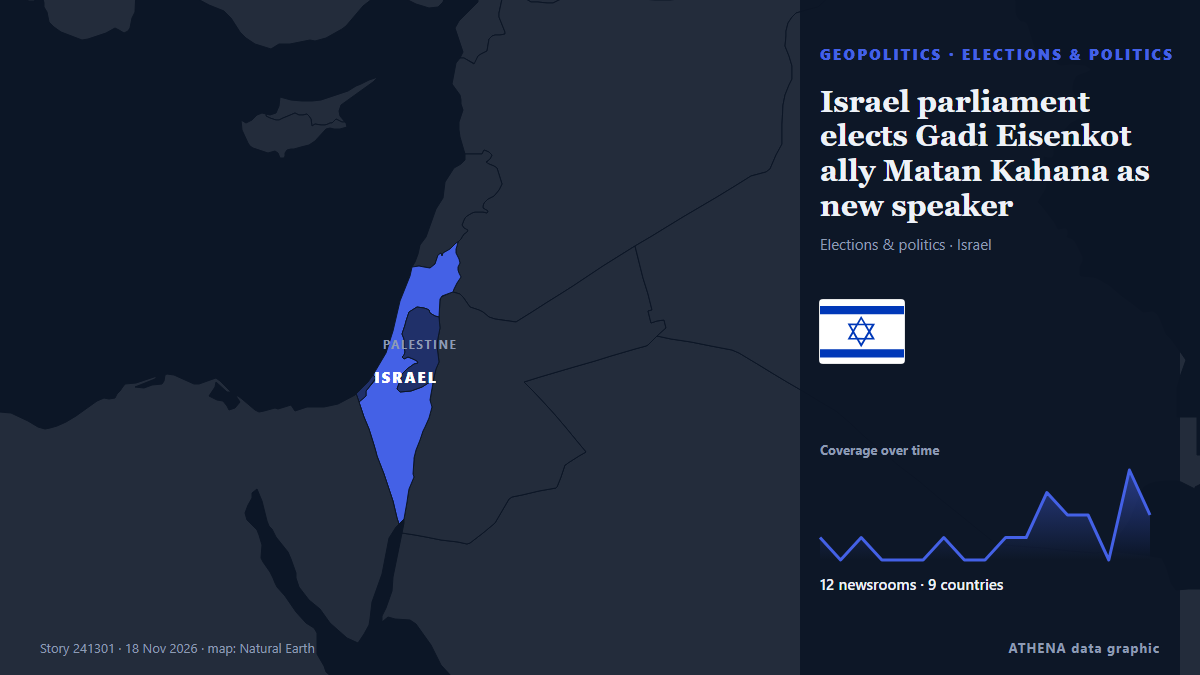 GEOPOLITICS · ELECTIONS & POLITICS
Israel parliament
elects Gadi Eisenkot
ally Matan Kahana as
new speaker
Elections & politics · Israel
PALESTINE
ISRAEL
Coverage over time
12 newsrooms · 9 countries
Story 241301 · 18 Nov 2026 · map: Natural Earth
ATHENA data graphic